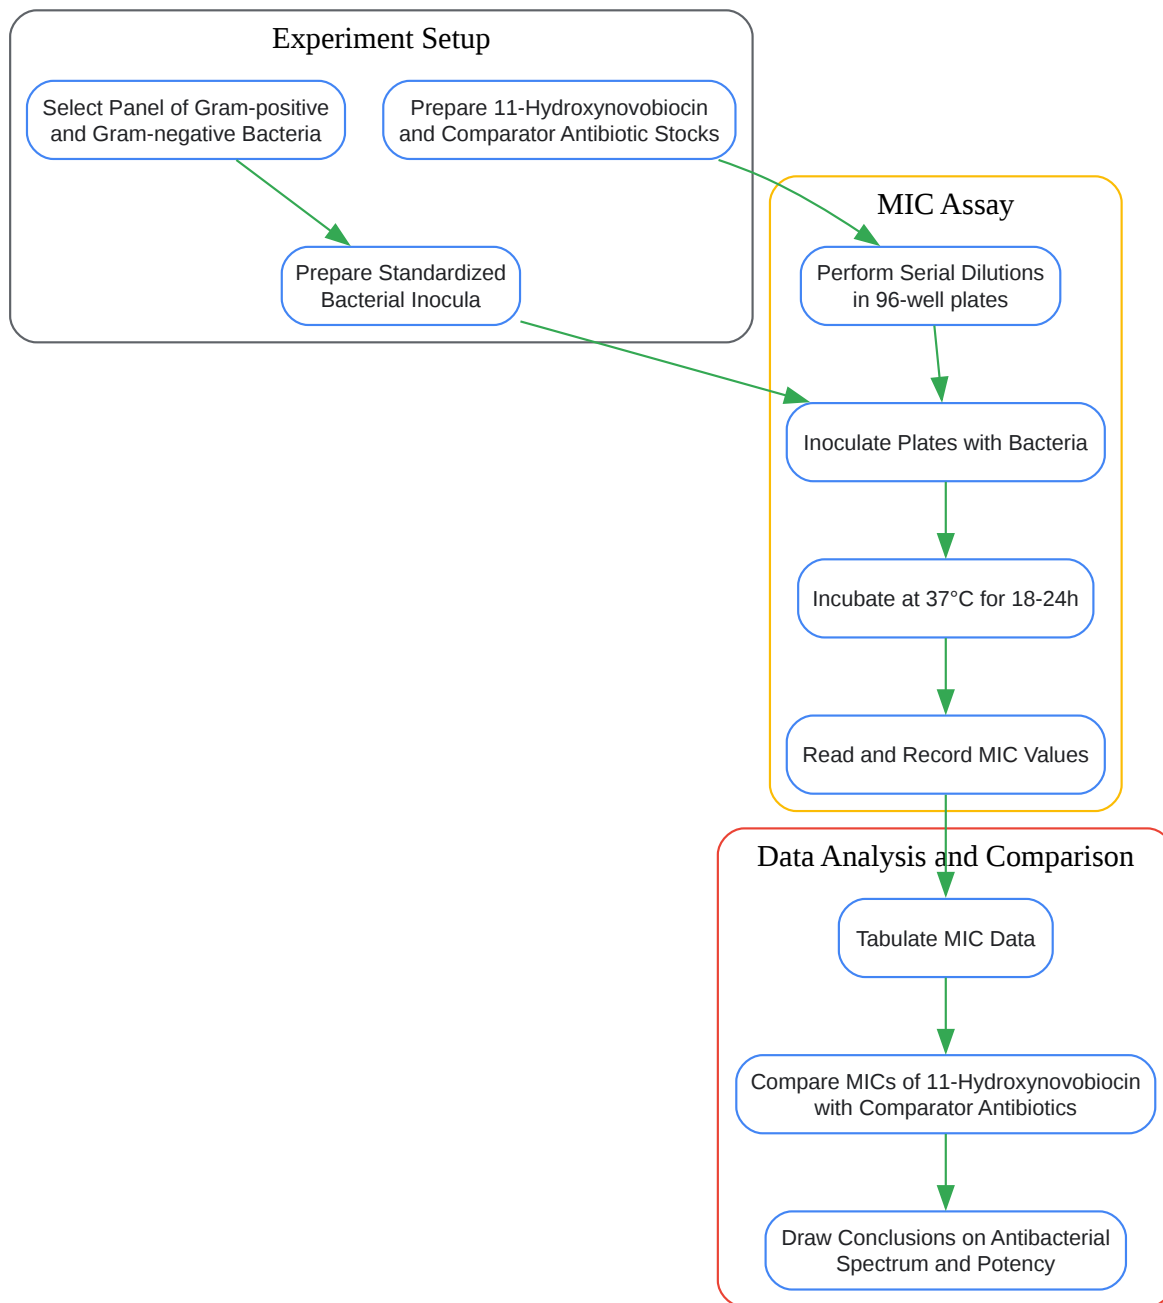 Experiment Setup
Select Panel of Gram-positive
and Gram-negative Bacteria
Prepare 11-Hydroxynovobiocin
and Comparator Antibiotic Stocks
Prepare Standardized
Bacterial Inocula
MIC Assay
Perform Serial Dilutions
in 96-well plates
Inoculate Plates with Bacteria
Incubate at 37°C for 18-24h
Read and Record MIC Values
Data Analysis and Comparison
Tabulate MIC Data
Compare MICs of 11-Hydroxynovobiocin
with Comparator Antibiotics
Draw Conclusions on Antibacterial
Spectrum and Potency